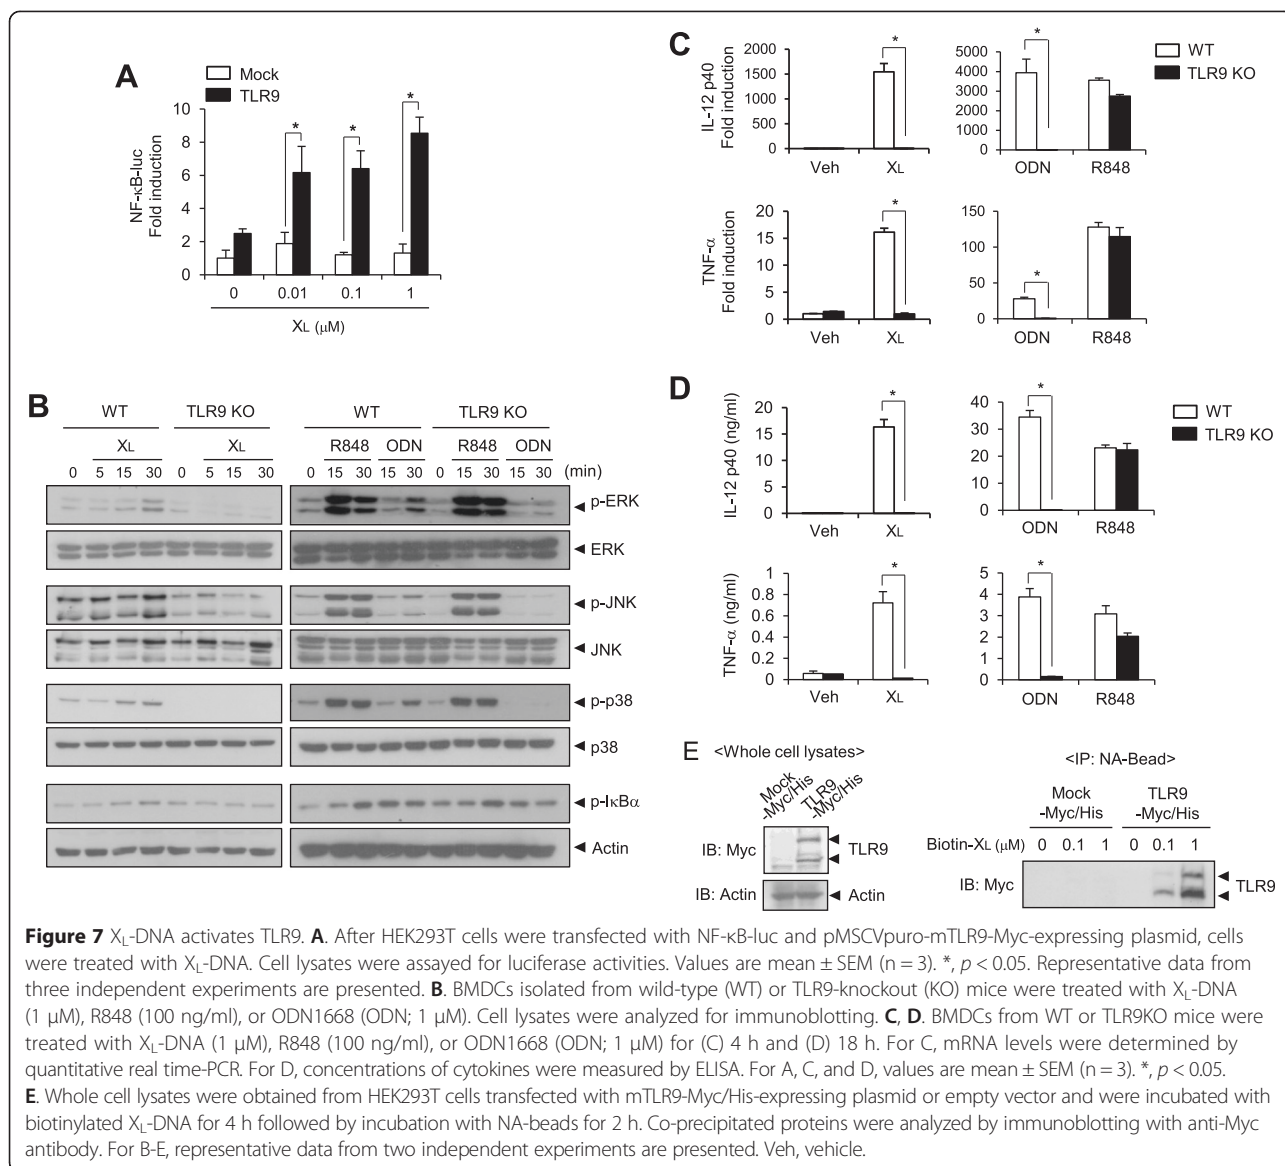 A
Mock
TLR9
NF-κB-luc
Fold induction
10
8
6
4
2
0
* * *
0 0.01 0.1 1
XL (μM)
B
WT TLR9 KO WT TLR9 KO
XL XL R848 ODN R848 ODN
0 5 15 30 0 5 15 30 0 15 30 15 30 0 15 30 15 30 (min)
p-ERK
ERK
p-JNK
JNK
p-p38
p38
p-IκBα
Actin
C
WT
TLR9 KO
IL-12 p40
Fold induction
2000
1500
1000
500
0
*
Veh XL
6000
5000
4000
3000
2000
1000
0
*
ODN R848
TNF-α
Fold induction
20
15
10
5
0
*
Veh XL
150
100
50
0
*
ODN R848
D
WT
TLR9 KO
IL-12 p40 (ng/ml)
20
15
10
5
0
*
Veh XL
40
30
20
10
0
*
ODN R848
TNF-α (ng/ml)
1
0.8
0.6
0.4
0.2
0
*
Veh XL
5
4
3
2
1
0
*
ODN R848
E
<Whole cell lysates>
Mock
-Myc/His
TLR9
-Myc/His
IB: Myc TLR9
IB: Actin Actin
<IP: NA-Bead>
Mock TLR9
-Myc/His -Myc/His
Biotin-XL (μM) 0 0.1 1 0 0.1 1
IB: Myc TLR9
Figure 7 XL-DNA activates TLR9. A. After HEK293T cells were transfected with NF-κB-luc and pMSCVpuro-mTLR9-Myc-expressing plasmid, cells
were treated with XL-DNA. Cell lysates were assayed for luciferase activities. Values are mean ± SEM (n = 3). *, p < 0.05. Representative data from
three independent experiments are presented. B. BMDCs isolated from wild-type (WT) or TLR9-knockout (KO) mice were treated with XL-DNA
(1 μM), R848 (100 ng/ml), or ODN1668 (ODN; 1 μM). Cell lysates were analyzed for immunoblotting. C, D. BMDCs from WT or TLR9KO mice were
treated with XL-DNA (1 μM), R848 (100 ng/ml), or ODN1668 (ODN; 1 μM) for (C) 4 h and (D) 18 h. For C, mRNA levels were determined by
quantitative real time-PCR. For D, concentrations of cytokines were measured by ELISA. For A, C, and D, values are mean ± SEM (n = 3). *, p < 0.05.
E. Whole cell lysates were obtained from HEK293T cells transfected with mTLR9-Myc/His-expressing plasmid or empty vector and were incubated with
biotinylated XL-DNA for 4 h followed by incubation with NA-beads for 2 h. Co-precipitated proteins were analyzed by immunoblotting with anti-Myc
antibody. For B-E, representative data from two independent experiments are presented. Veh, vehicle.